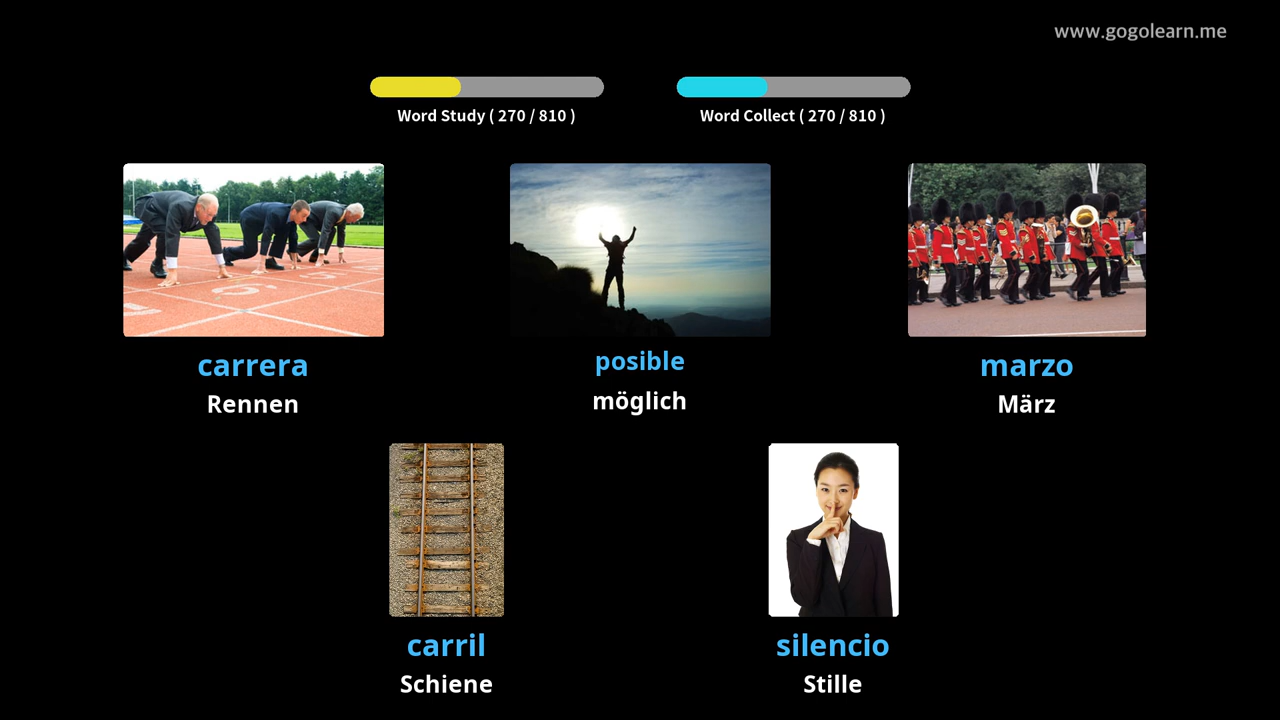 www.gogolearn.me
Word Study ( 270 / 810 )
Word Collect ( 270 / 810 )
carrera
Rennen
posible
möglich
marzo
März
carril
Schiene
silencio
Stille